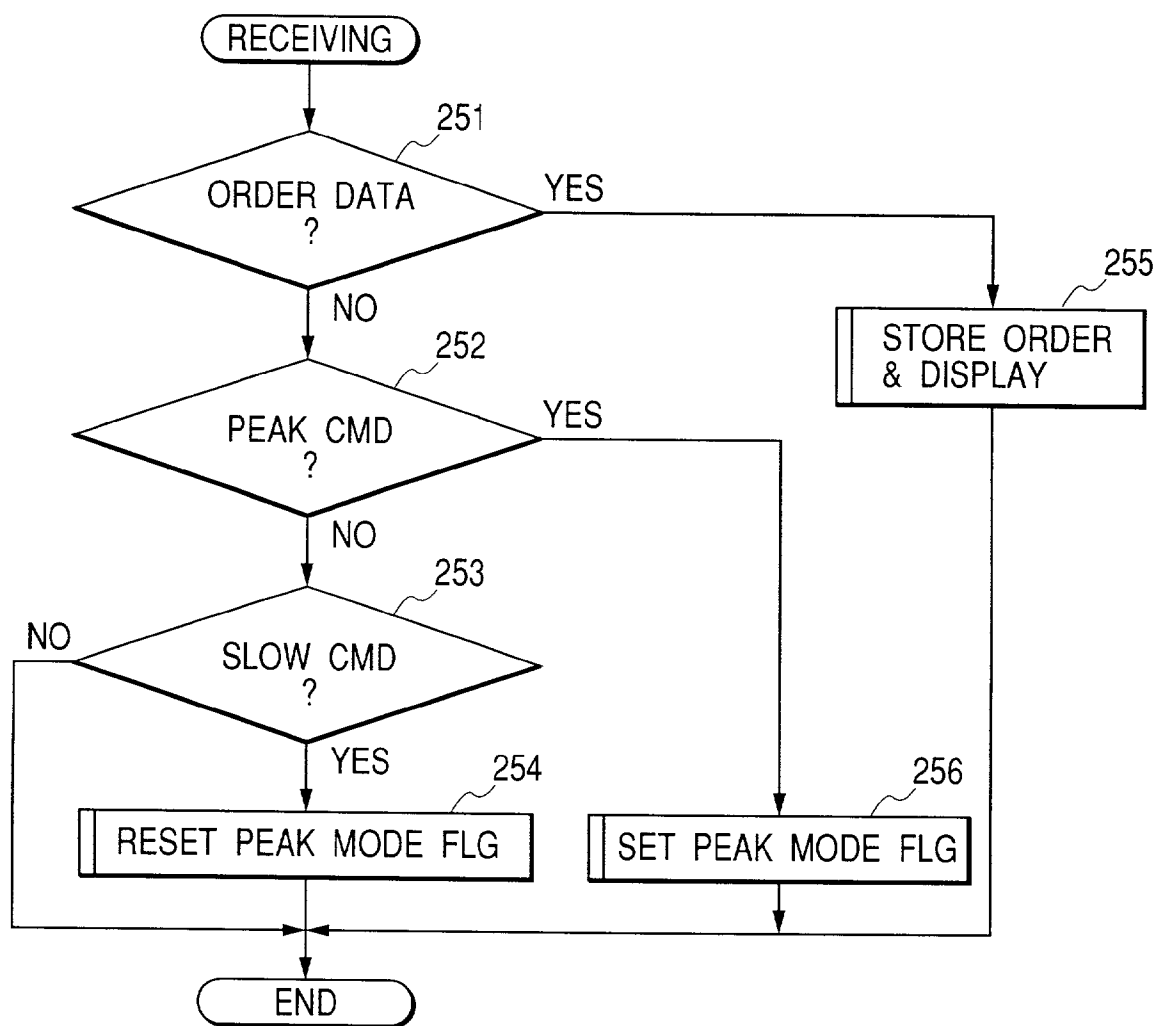 RECEIVING
251
ORDER DATA
?
YES
NO
255
STORE ORDER
& DISPLAY
252
PEAK CMD
?
YES
NO
253
NO
SLOW CMD
?
YES
254
RESET PEAK MODE FLG
256
SET PEAK MODE FLG
END